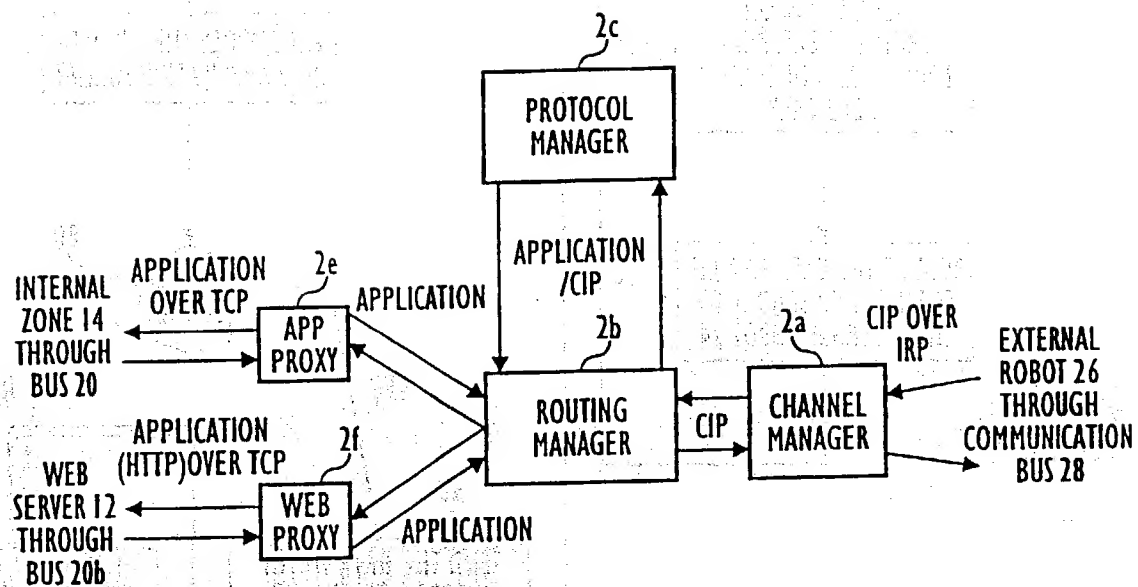 2c
PROTOCOL
MANAGER
APPLICATION
/CIP
INTERNAL
ZONE 14
THROUGH
BUS 20
APPLICATION
OVER TCP
2e
APP
PROXY
APPLICATION
2b
ROUTING
MANAGER
CIP
2a
CHANNEL
MANAGER
CIP OVER
IRP
EXTERNAL
ROBOT 26
THROUGH
COMMUNICATION
BUS 28
APPLICATION
(HTTP)OVER TCP
WEB
SERVER 12
THROUGH
BUS 20b
2f
WEB
PROXY
APPLICATION